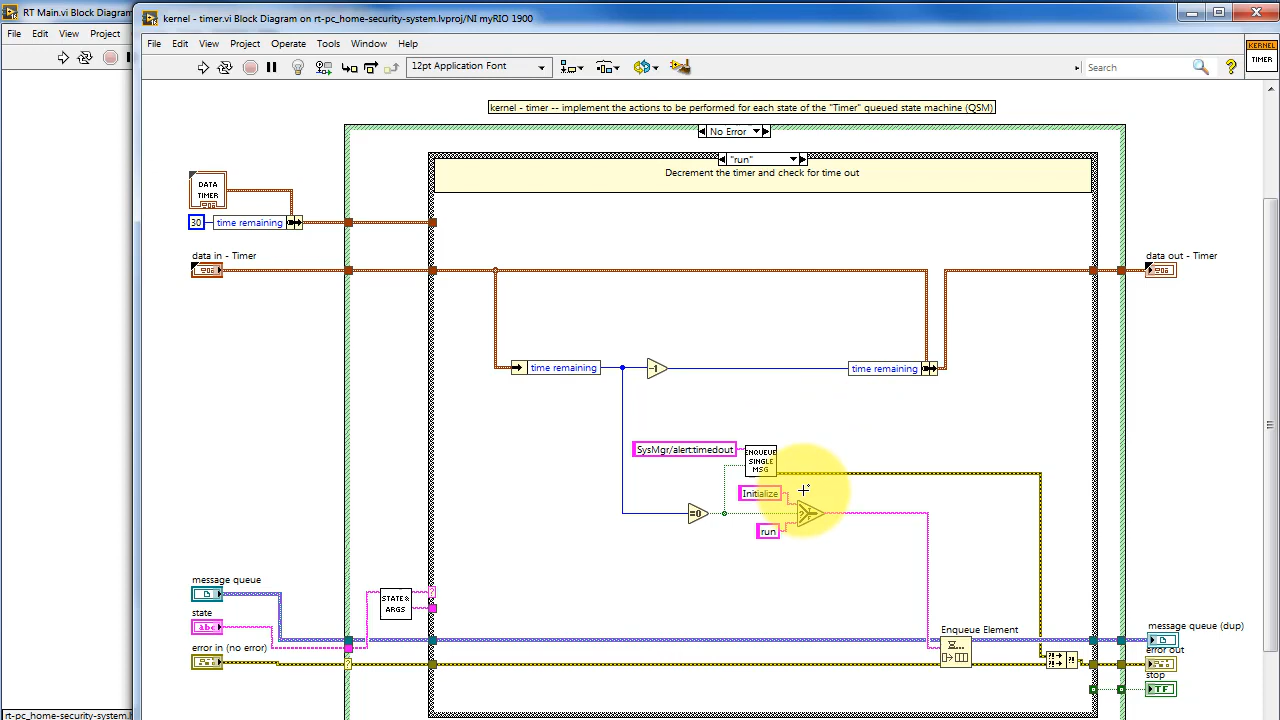 RT Main.vi Block Diagram
kernel - timer.vi Block Diagram on rt-pc_home-security-system.lvproj/NI myRIO 1900
File Edit View Project
File Edit View Project Operate Tools Window Help
12pt Application Font
Search
KERNEL
TIMER
kernel - timer -- implement the actions to be performed for each state of the "Timer" queued state machine (QSM)
No Error
"run"
Decrement the timer and check for time out
DATA
TIMER
30 time remaining
data in - Timer
data out - Timer
time remaining
-1
time remaining
SysMgr/alert:timedout
ENQUEUE
SINGLE
MSG
Initialize
=0
?
run
message queue
state
abc
STATE&
ARGS
?
error in (no error)
?
Enqueue Element
message queue (dup)
error out
stop
TF
rt-pc_home-security-system.l